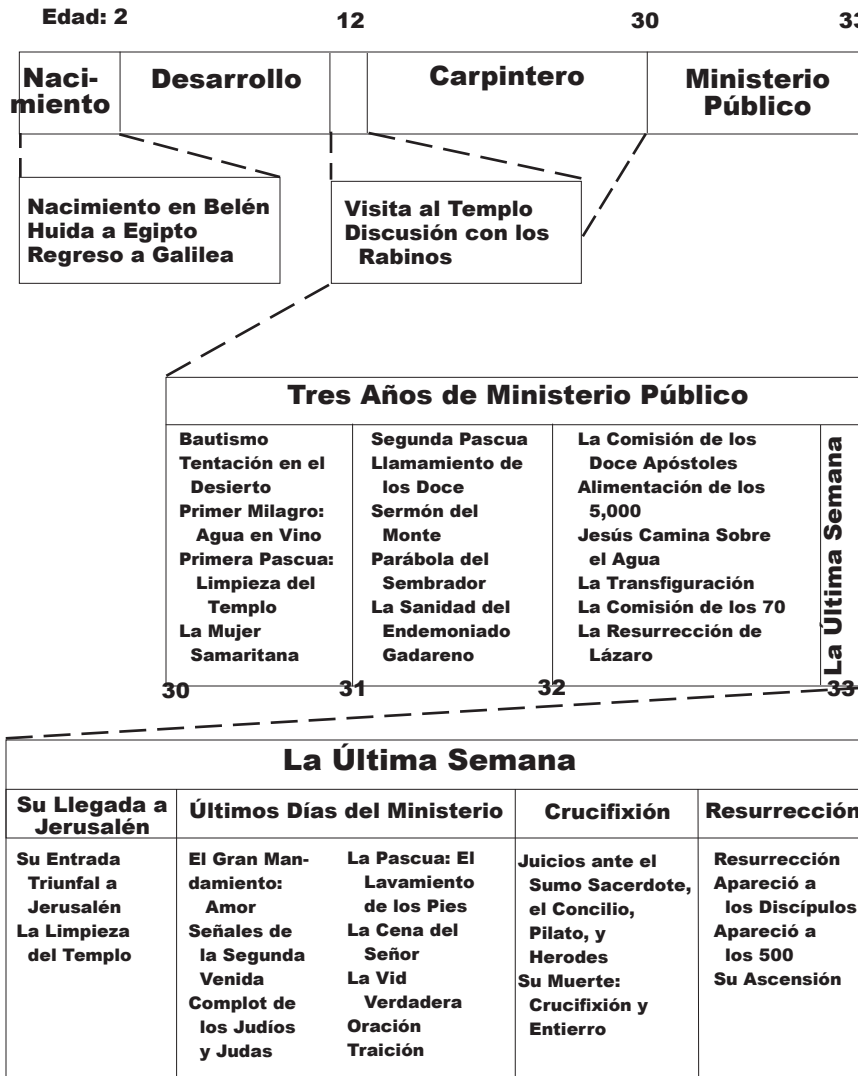 Edad: 2
12
30
33
Naci-
miento
Desarrollo
Carpintero
Ministerio
Público
Nacimiento en Belén
Huida a Egipto
Regreso a Galilea
Visita al Templo
Discusión con los
Rabinos
Tres Años de Ministerio Público
Bautismo
Tentación en el
Desierto
Primer Milagro:
Agua en Vino
Primera Pascua:
Limpieza del
Templo
La Mujer
Samaritana
Segunda Pascua
Llamamiento de
los Doce
Sermón del
Monte
Parábola del
Sembrador
La Sanidad del
Endemoniado
Gadareno
La Comisión de los
Doce Apóstoles
Alimentación de los
5,000
Jesús Camina Sobre
el Agua
La Transfiguración
La Comisión de los 70
La Resurrección de
Lázaro
La Última Semana
30
31
32
33
La Última Semana
Su Llegada a
Jerusalén
Su Entrada
Triunfal a
Jerusalén
La Limpieza
del Templo
Últimos Días del Ministerio
El Gran Man-
damiento:
Amor
Señales de
la Segunda
Venida
Complot de
los Judíos
y Judas
La Pascua: El
Lavamiento
de los Pies
La Cena del
Señor
La Vid
Verdadera
Oración
Traición
Crucifixión
Juicios ante el
Sumo Sacerdote,
el Concilio,
Pilato, y
Herodes
Su Muerte:
Crucifixión y
Entierro
Resurrección
Resurrección
Apareció a
los Discípulos
Apareció a
los 500
Su Ascensión